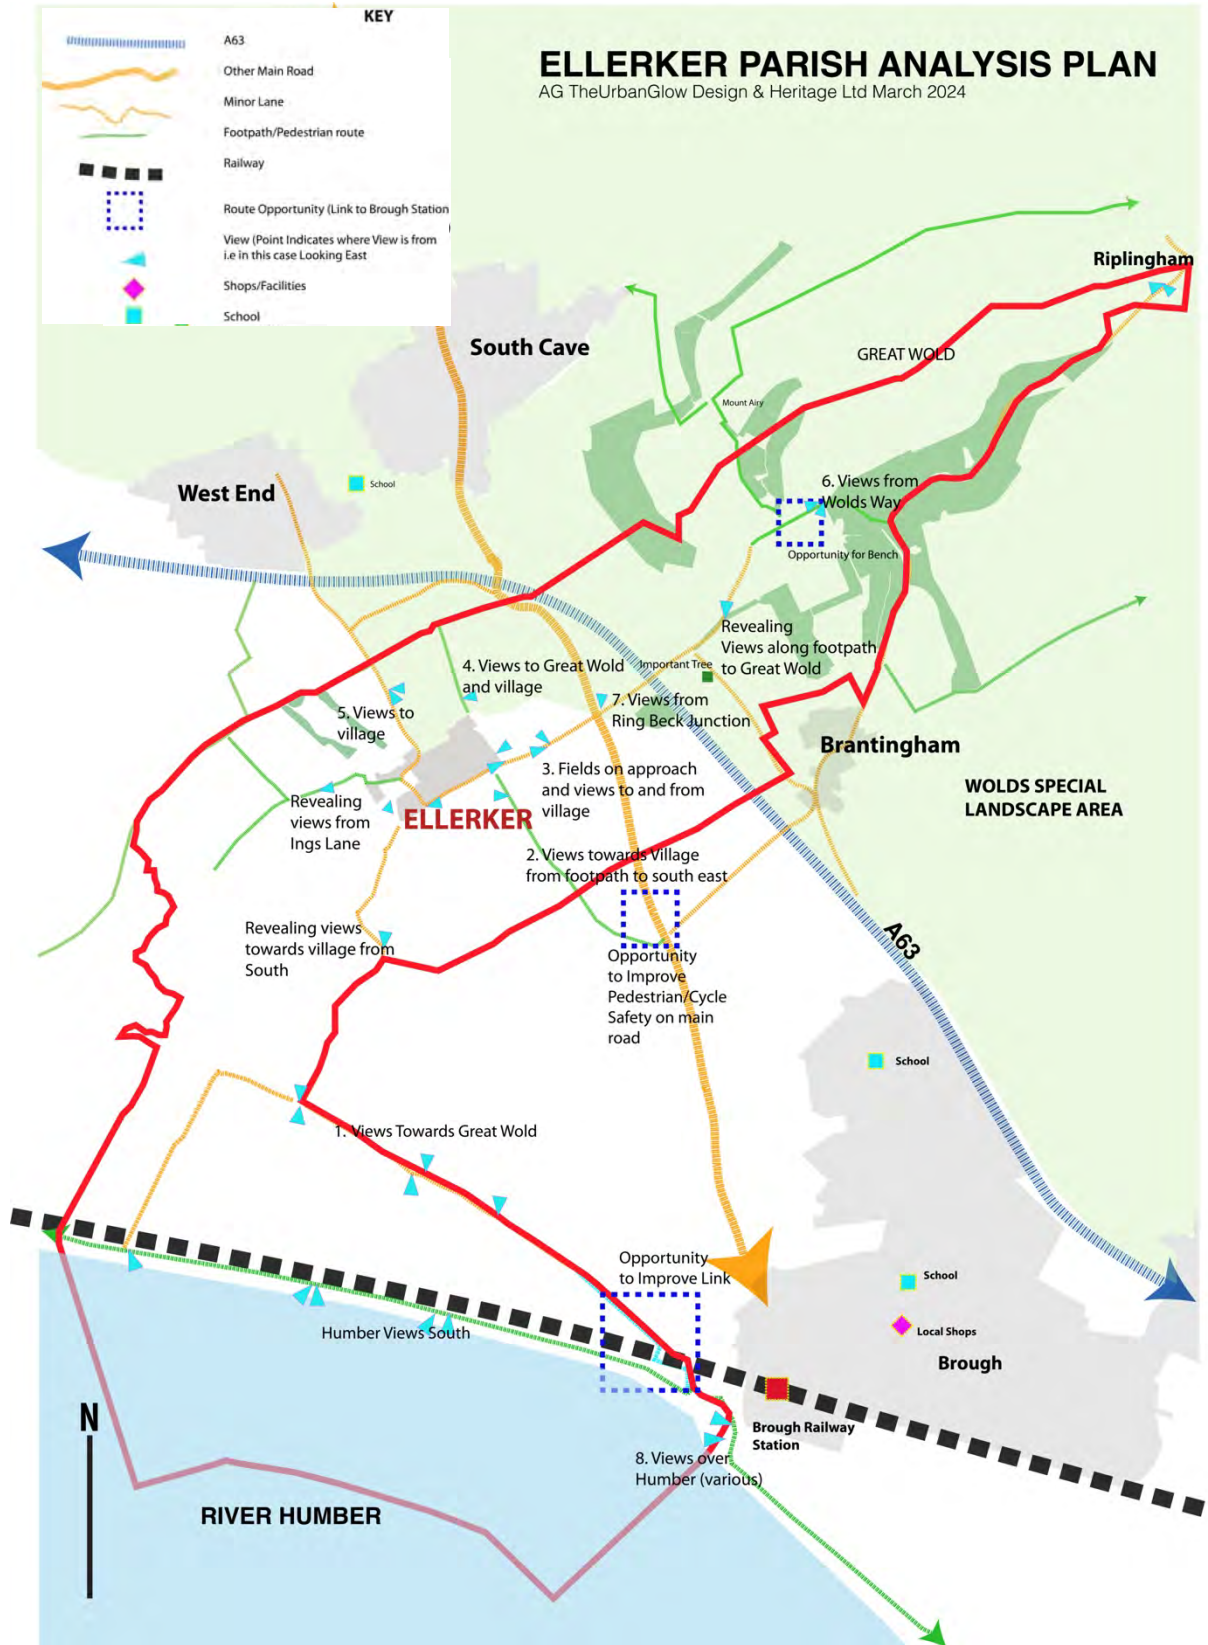 KEY
A63
Other Main Road
Minor Lane
Footpath/Pedestrian route
Railway
Route Opportunity (Link to Brough Station
View (Point Indicates where View is from
i.e in this case Looking East
Shops/Facilities
School
ELLERKER PARISH ANALYSIS PLAN
AG TheUrbanGlow Design & Heritage Ltd March 2024
Riplingham
South Cave
GREAT WOLD
Mount Airy
West End
School
6. Views from
Wolds Way
Opportunity for Bench
Revealing
Views along footpath
to Great Wold
Important Tree
4. Views to Great Wold
and village
7. Views from
Ring Beck Junction
5. Views to
village
Brantingham
3. Fields on approach
and views to and from
village
WOLDS SPECIAL
LANDSCAPE AREA
Revealing
views from
Ings Lane
ELLERKER
2. Views towards Village
from footpath to south east
Revealing views
towards village from
South
A63
Opportunity
to Improve
Pedestrian/Cycle
Safety on main
road
School
1. Views Towards Great Wold
Opportunity
to Improve Link
School
Local Shops
Humber Views South
Brough
N
Brough Railway
Station
8. Views over
Humber (various)
RIVER HUMBER